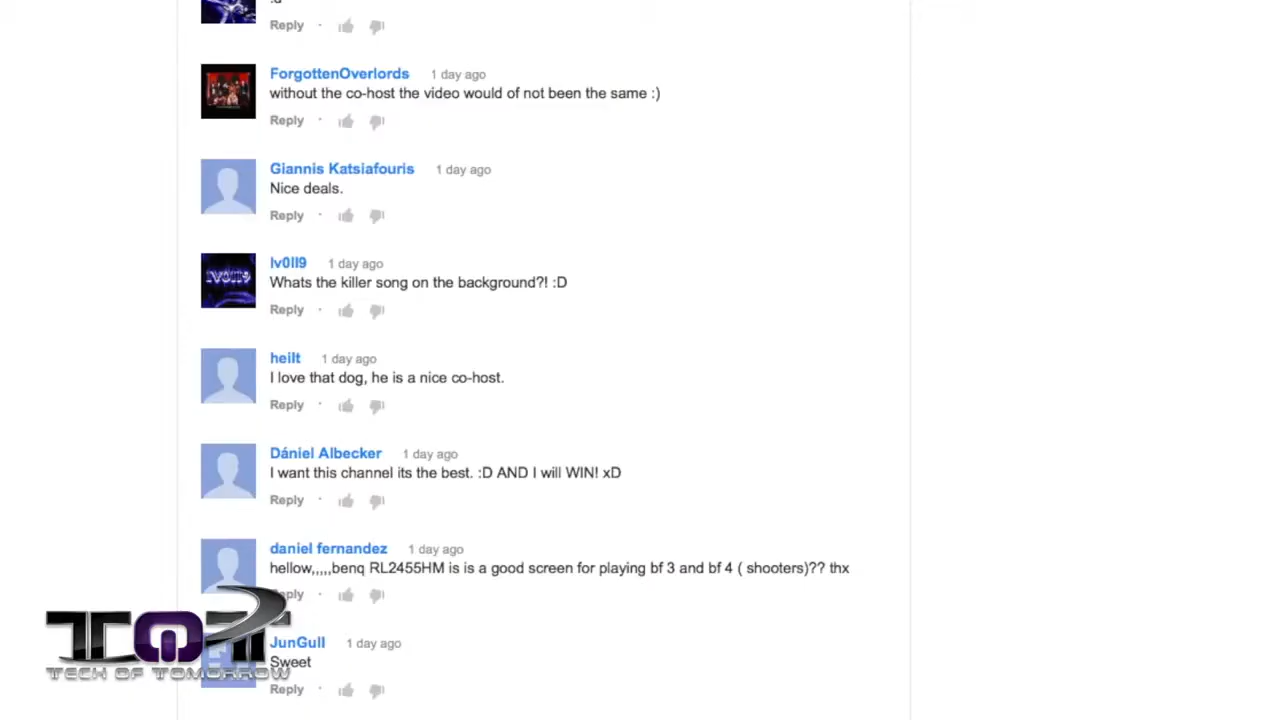 :d
Reply ·
ForgottenOverlords 1 day ago
without the co-host the video would of not been the same :)
Reply ·
Giannis Katsiafouris 1 day ago
Nice deals.
Reply ·
lv0ll9 1 day ago
Whats the killer song on the background?! :D
Reply ·
heilt 1 day ago
I love that dog, he is a nice co-host.
Reply ·
Dániel Albecker 1 day ago
I want this channel its the best. :D AND I will WIN! xD
Reply ·
daniel fernandez 1 day ago
hellow,,,,,benq RL2455HM is is a good screen for playing bf 3 and bf 4 ( shooters)?? thx
eply ·
JunGull 1 day ago
Sweet
Reply ·
TOT
TECH OF TOMORROW